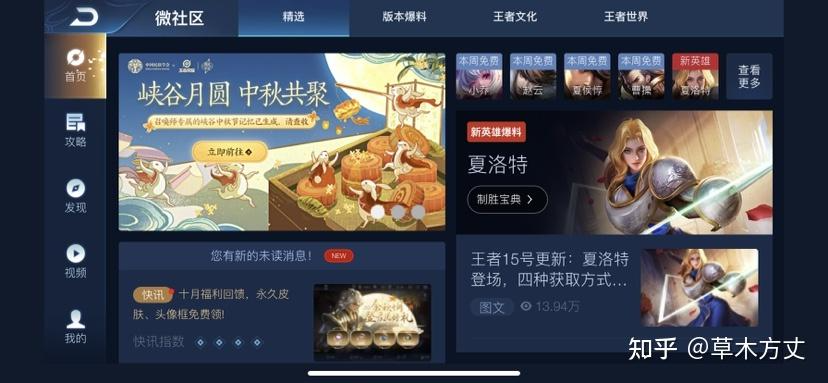 微社区
精选
版本爆料
王者文化
王者世界
首页
攻略
发现
视频
我的
峡谷月圆 中秋共聚
召唤师专属的峡谷中秋节记忆已生成，请查收
立即前往
您有新的未读消息！
NEW
快讯
十月福利回馈，永久皮
肤、头像框免费领!
快讯指数
本周免费
小乔
本周免费
赵云
本周免费
夏侯惇
本周免费
曹操
新英雄
夏洛特
查看
更多
新英雄爆料
夏洛特
制胜宝典
王者15号更新：夏洛特
登场，四种获取方式...
图文
13.94万
知乎 @草木方丈